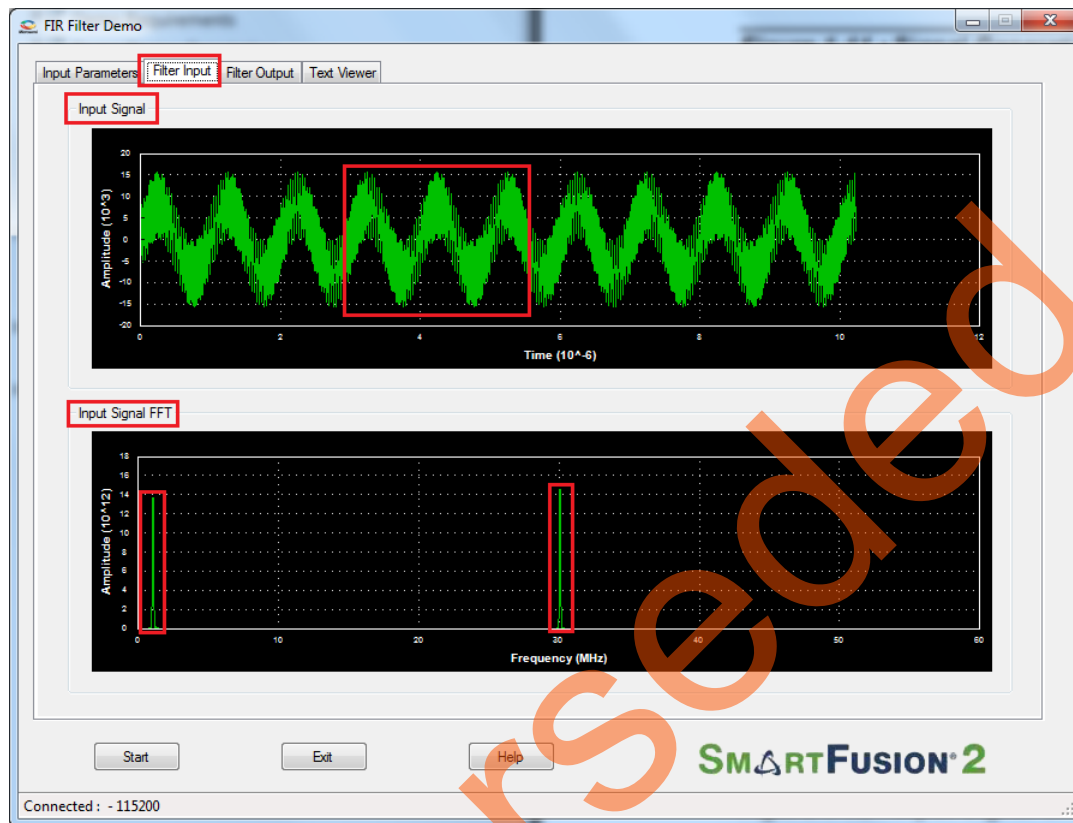 FIR Filter Demo
Input Parameters Filter Input Filter Output Text Viewer
Input Signal
20
15
10
5
0
-5
-10
-15
-20
Amplitude (10^3)
0 2 4 6 8 10 12
Time (10^-6)
Input Signal FFT
18
16
14
12
10
8
6
4
2
0
Amplitude (10^12)
0 10 20 30 40 50 60
Frequency (MHz)
Start Exit Help
SMARTFUSION® 2
Connected : - 115200
rseded